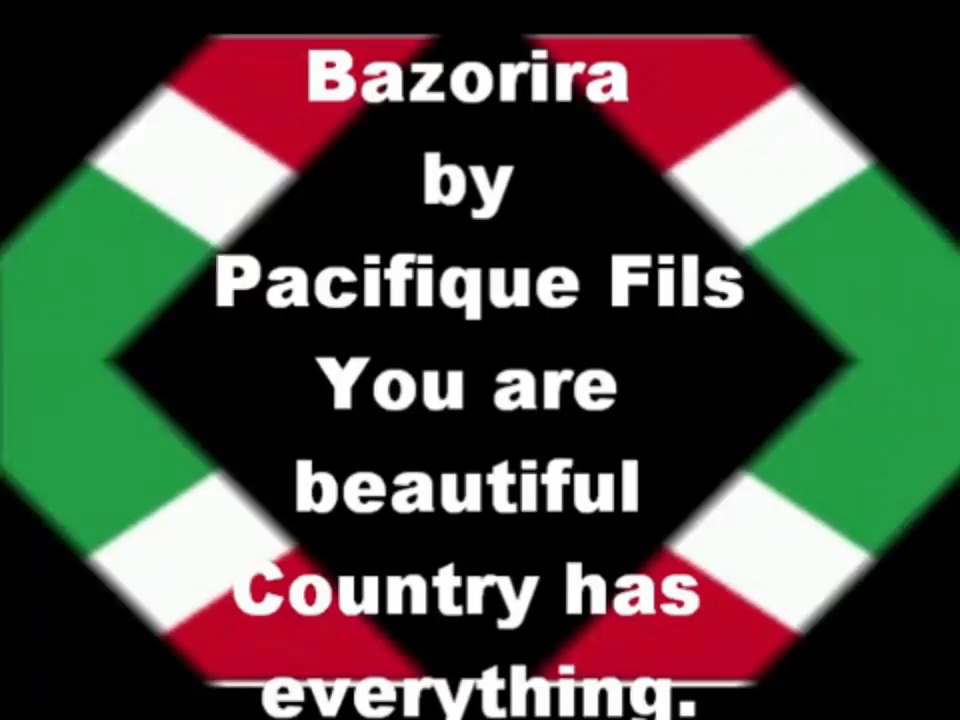 Bazorira
by
Pacifique Fils
You are
beautiful
Country has
everything.